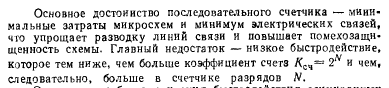 Основное достоинство последовательного счетчика — мини-
мальные затраты микросхем и минимум электрических связей,
что упрощает разводку линий связи и повышает помехозащи-
щенность схемы. Главный недостаток — низкое быстродействие,
которое тем ниже, чем больше коэффициент счета Kсч = 2^N и чем,
следовательно, больше в счетчике разрядов N.